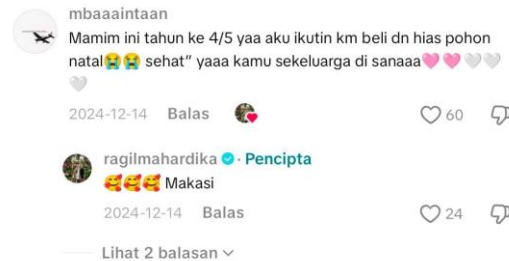 mbaaaintaan
Mamim ini tahun ke 4/5 yaa aku ikutin km beli dn hias pohon
natal😭😭 sehat” yaaa kamu sekeluarga di sanaaa🩷🩷🤍🤍
🤍
2024-12-14 Balas 60
ragilmahardika · Pencipta
🥰🥰🥰 Makasi
2024-12-14 Balas 24
Lihat 2 balasan